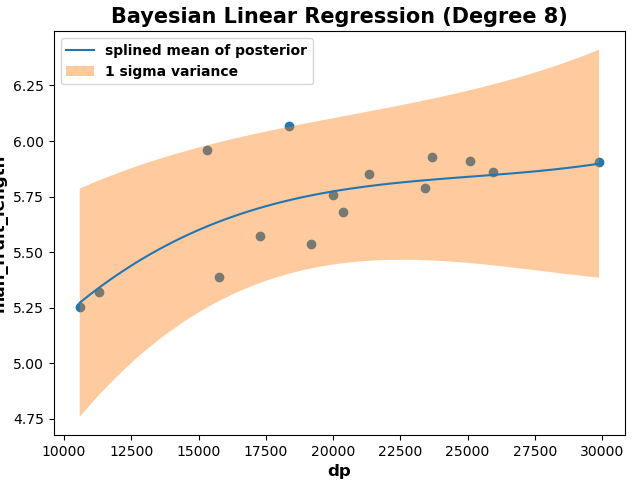 Bayesian Linear Regression (Degree 8)
splined mean of posterior
1 sigma variance
6.25
6.00
5.75
5.50
5.25
5.00
4.75
10000 12500 15000 17500 20000 22500 25000 27500 30000
dp